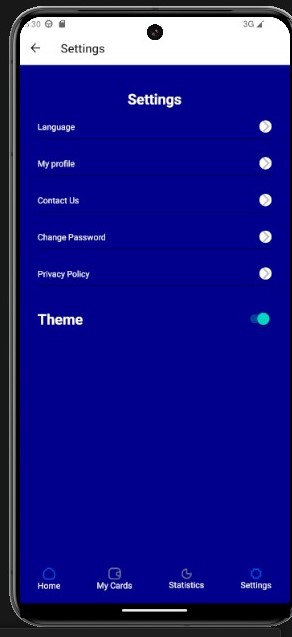 :30 3G
Settings
Settings
Language
My profile
Contact Us
Change Password
Privacy Policy
Theme
Home My Cards Statistics Settings